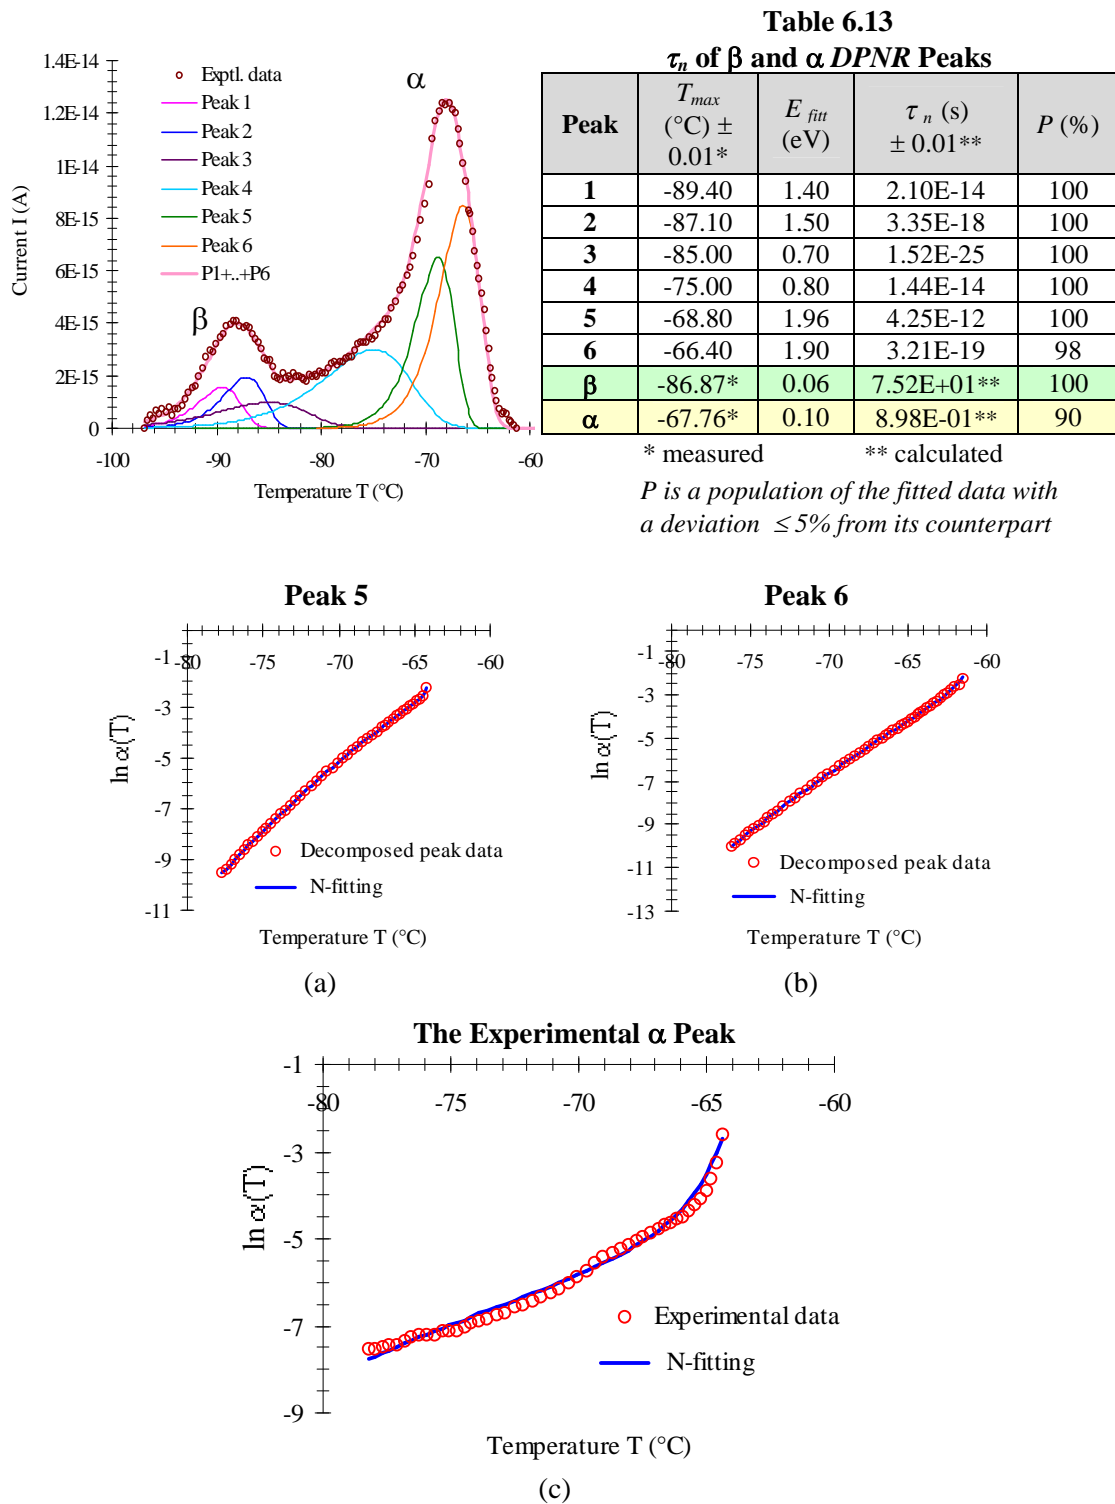 Table 6.13
τn of β and α DPNR Peaks
1.4E-14
1.2E-14
1E-14
8E-15
6E-15
4E-15
2E-15
0
-100
-90
-80
-70
-60
Current I (A)
Temperature T (°C)
Exptl. data
Peak 1
Peak 2
Peak 3
Peak 4
Peak 5
Peak 6
P1+..+P6
β
α
Peak Tmax (°C) ± 0.01* E fitt (eV) τ n (s) ± 0.01** P (%)
1 -89.40 1.40 2.10E-14 100
2 -87.10 1.50 3.35E-18 100
3 -85.00 0.70 1.52E-25 100
4 -75.00 0.80 1.44E-14 100
5 -68.80 1.96 4.25E-12 100
6 -66.40 1.90 3.21E-19 98
β -86.87* 0.06 7.52E+01** 100
α -67.76* 0.10 8.98E-01** 90
* measured ** calculated
P is a population of the fitted data with
a deviation ≤ 5% from its counterpart
Peak 5
-80 -75 -70 -65 -60
-1
-3
-5
-7
-9
-11
ln α(T)
Decomposed peak data
N-fitting
Temperature T (°C)
(a)
Peak 6
-80 -75 -70 -65 -60
-1
-3
-5
-7
-9
-11
-13
ln α(T)
Decomposed peak data
N-fitting
Temperature T (°C)
(b)
The Experimental α Peak
-1
-80 -75 -70 -65 -60
-3
-5
-7
-9
ln α(T)
Experimental data
N-fitting
Temperature T (°C)
(c)